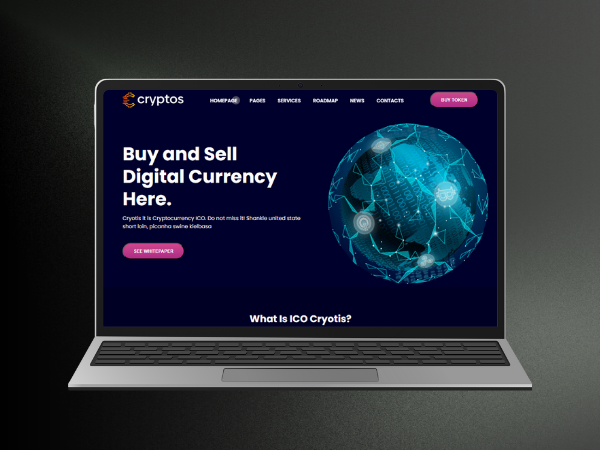 cryptos
HOMEPAGE PAGES SERVICES ROADMAP NEWS CONTACTS
BUY TOKEN
Buy and Sell
Digital Currency
Here.
Cryotis it is Cryptocurrency ICO. Do not miss it! Shankle united state
short loin, picanha swine kielbasa
SEE WHITEPAPER
What Is ICO Cryotis?